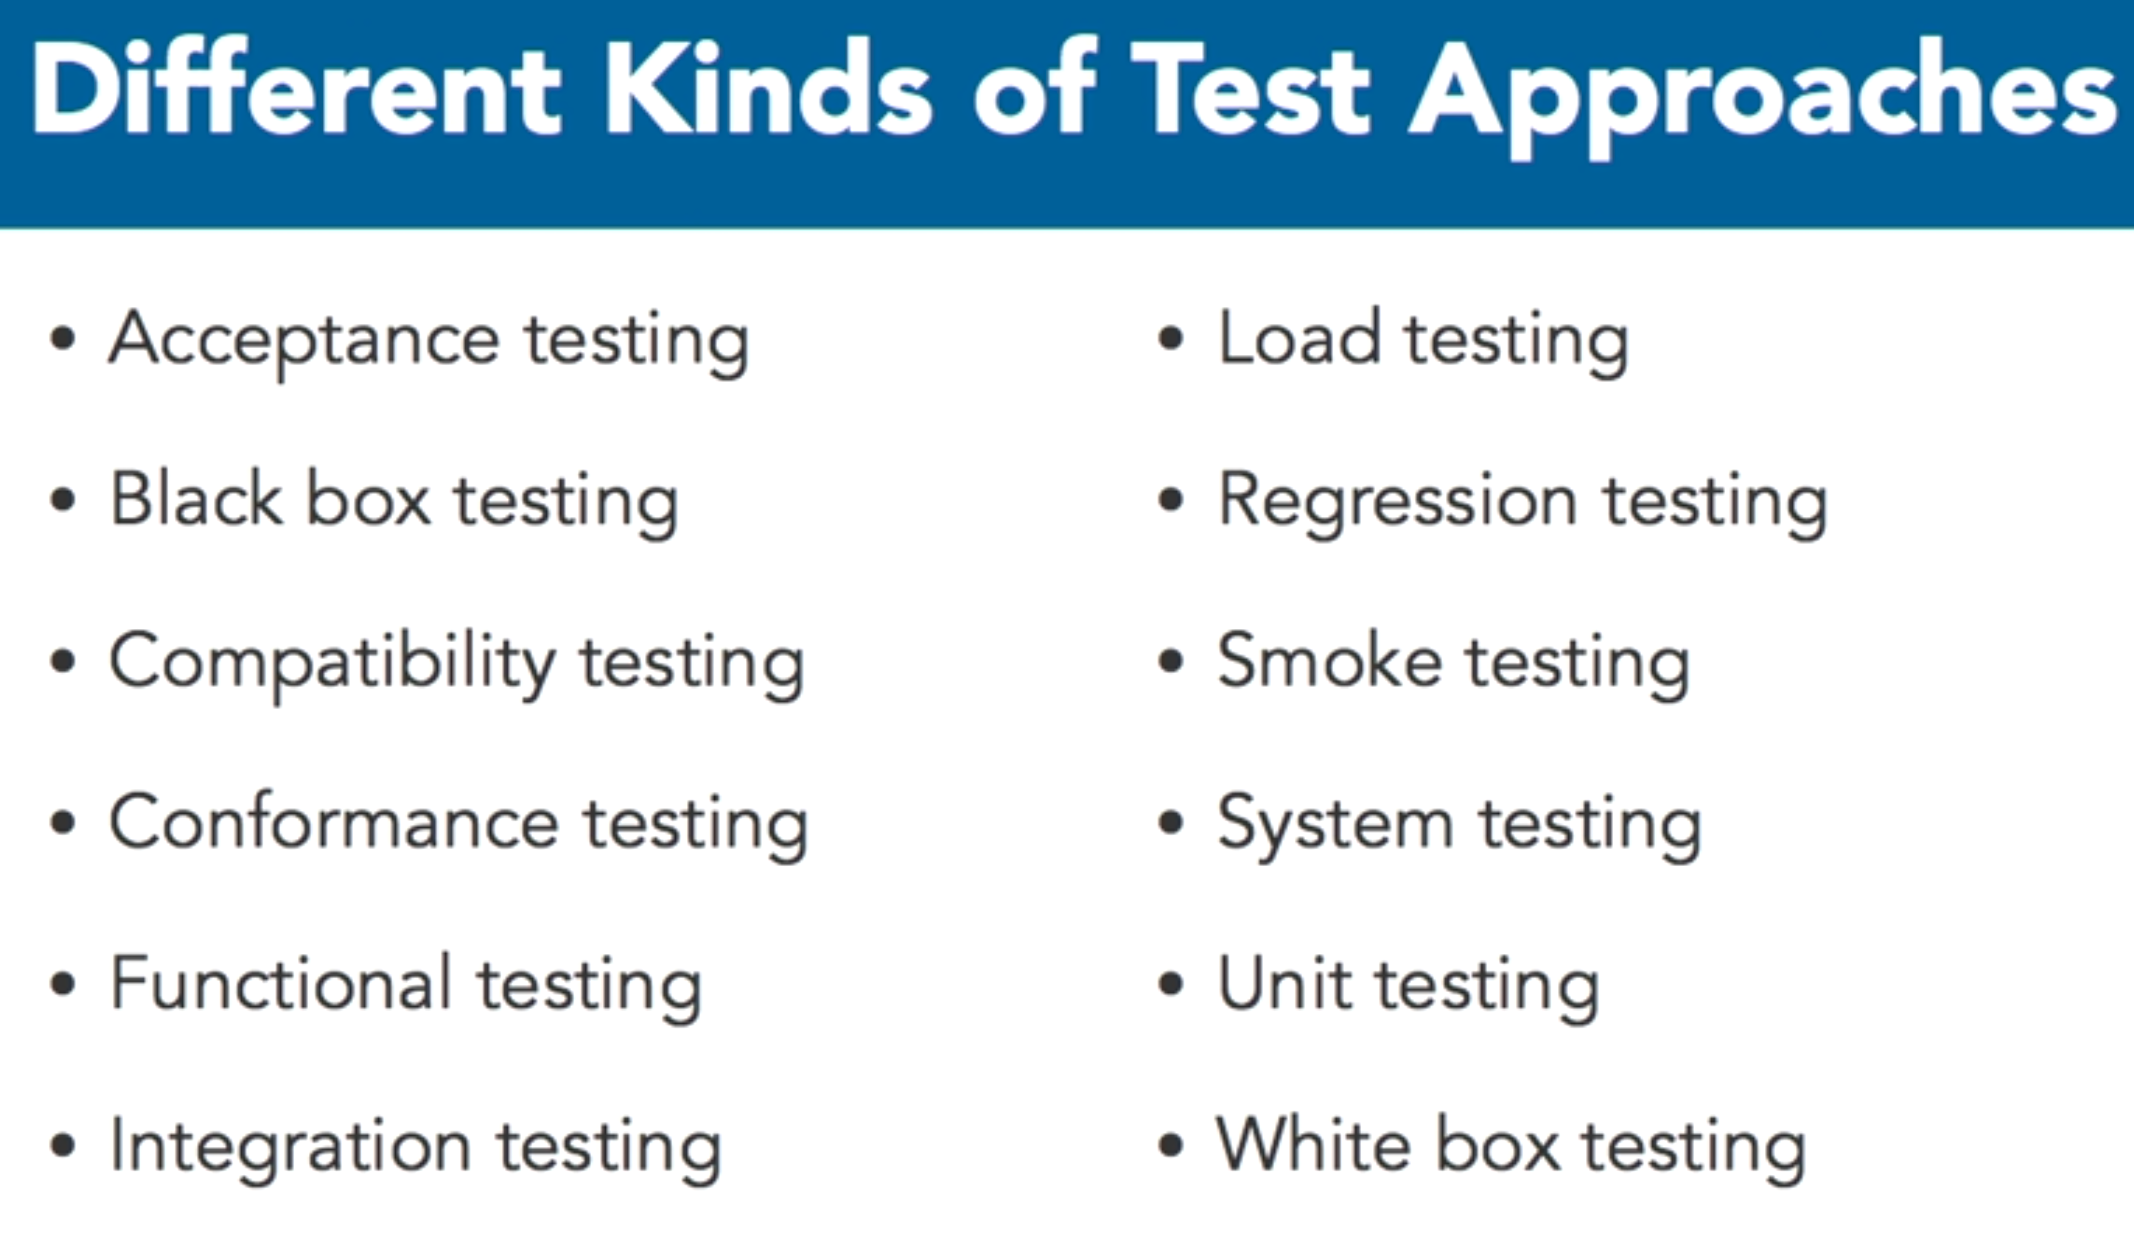 Different Kinds of Test Approaches
• Acceptance testing
• Black box testing
• Compatibility testing
• Conformance testing
• Functional testing
• Integration testing
• Load testing
• Regression testing
• Smoke testing
• System testing
• Unit testing
• White box testing